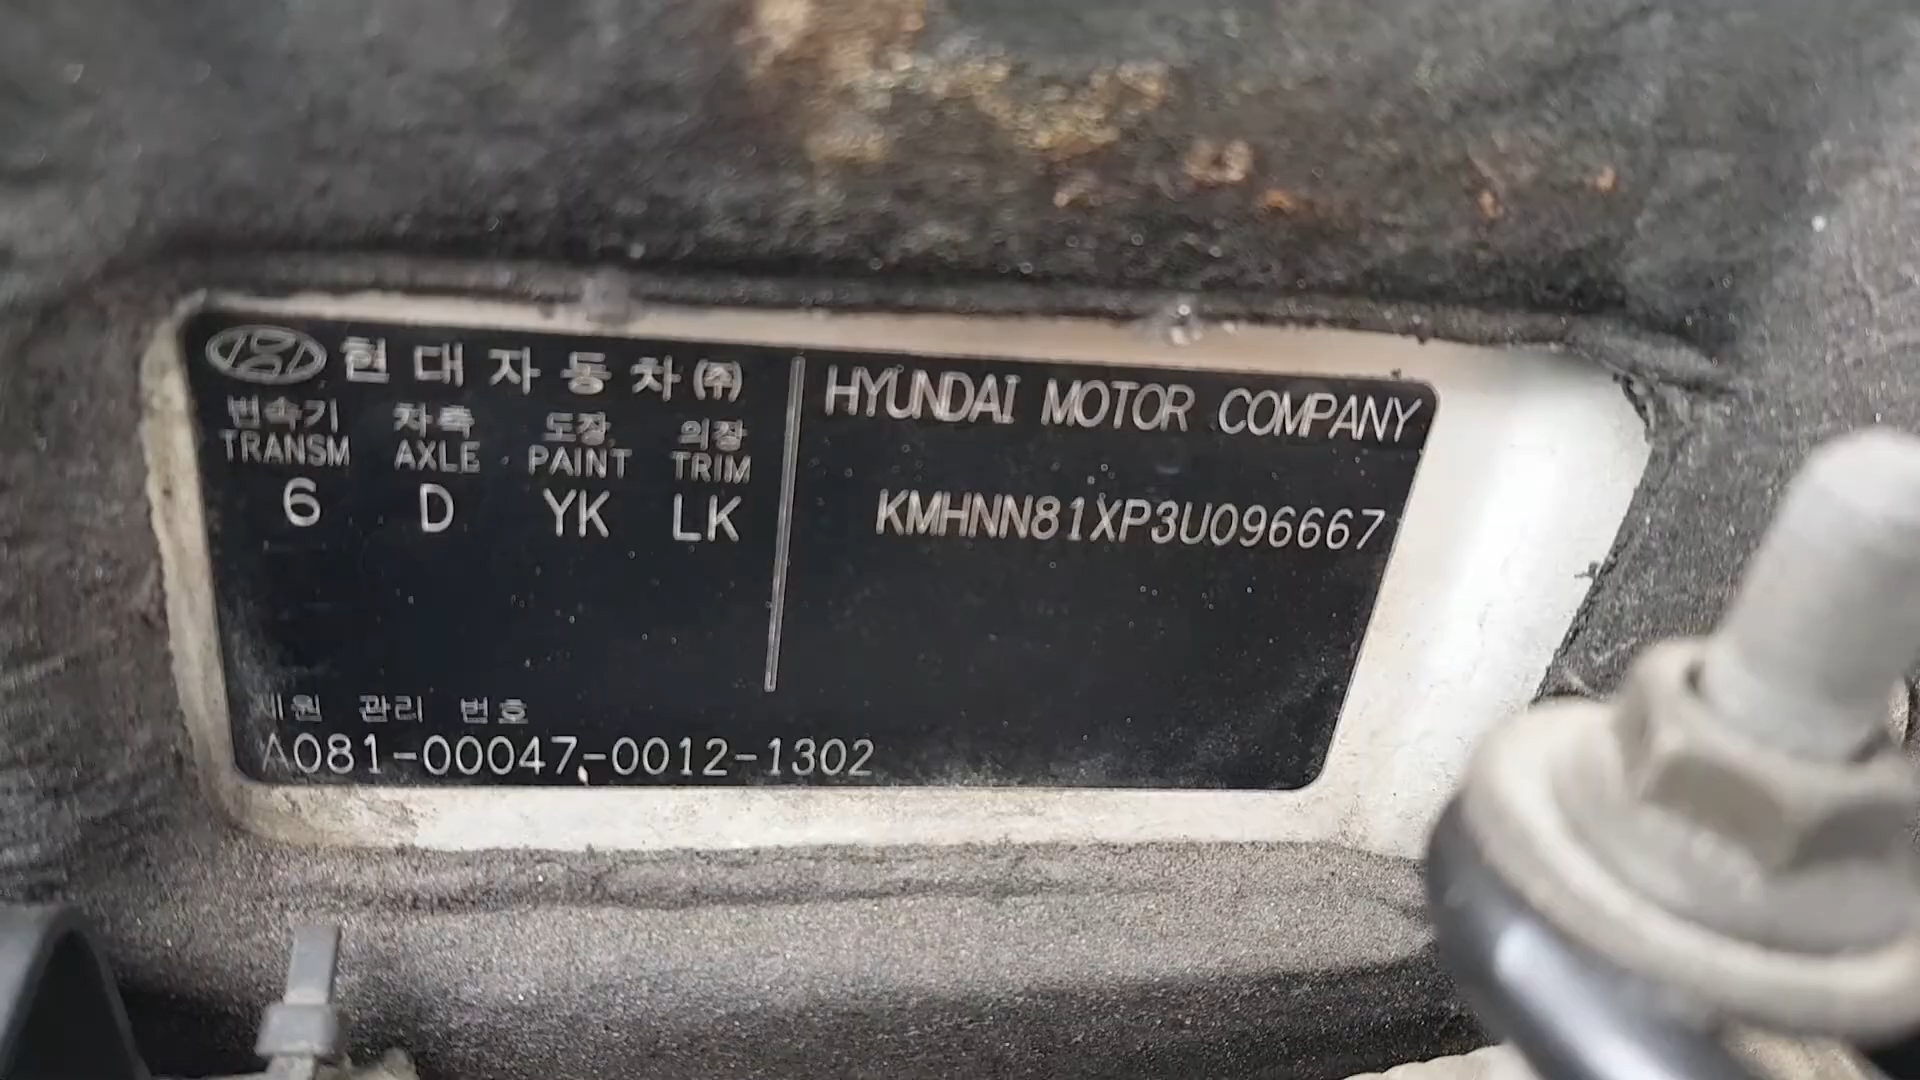 현대자동차(주)
변속기 차축 도장 의장
TRANSM AXLE PAINT TRIM
6 D YK LK
HYUNDAI MOTOR COMPANY
KMHNN81XP3U096667
제원 관리 번호
A081-00047-0012-1302